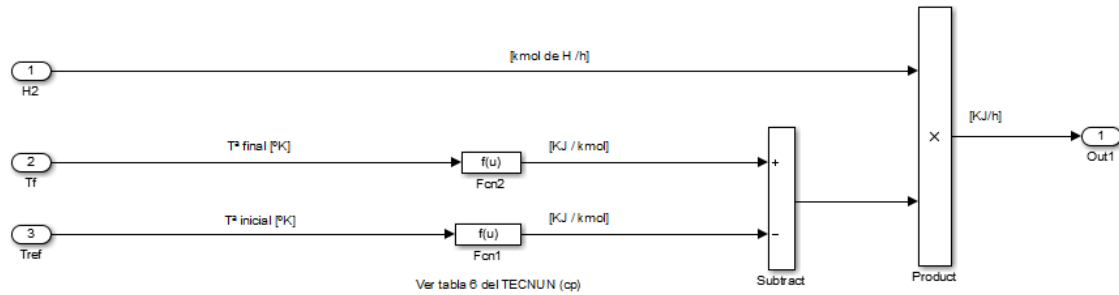 [kmol de H /h]
1
H2
[KJ/h]
×
1
Out1
Tª final [ºK]
[KJ / kmol]
2
f(u)
+
Tf
Fcn2
Tª inicial [ºK]
[KJ / kmol]
3
f(u)
−
Tref
Fcn1
Ver tabla 6 del TECNUN (cp)
Subtract
Product